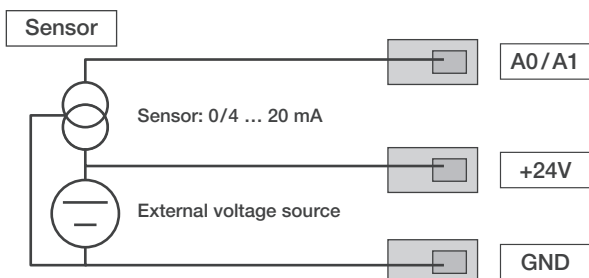 Sensor
A0/A1
Sensor: 0/4 … 20 mA
+24V
External voltage source
GND